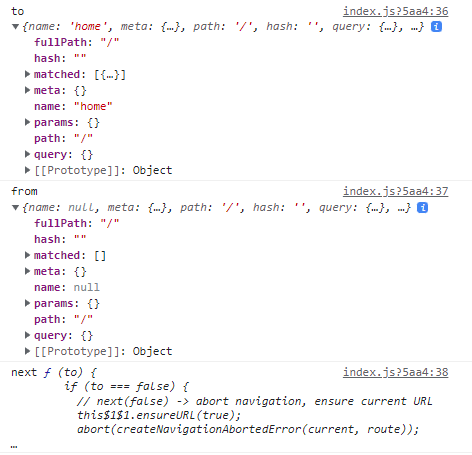 to index.js?5aa4:36
▼{name: 'home', meta: {…}, path: '/', hash: '', query: {…}, …} i
fullPath: "/"
hash: ""
▶matched: [{…}]
▶meta: {}
name: "home"
▶params: {}
path: "/"
▶query: {}
▶[[Prototype]]: Object
from index.js?5aa4:37
▼{name: null, meta: {…}, path: '/', hash: '', query: {…}, …} i
fullPath: "/"
hash: ""
▶matched: []
▶meta: {}
name: null
▶params: {}
path: "/"
▶query: {}
▶[[Prototype]]: Object
next ƒ (to) { index.js?5aa4:38
if (to === false) {
// next(false) -> abort navigation, ensure current URL
this$1$1.ensureURL(true);
abort(createNavigationAbortedError(current, route));
…